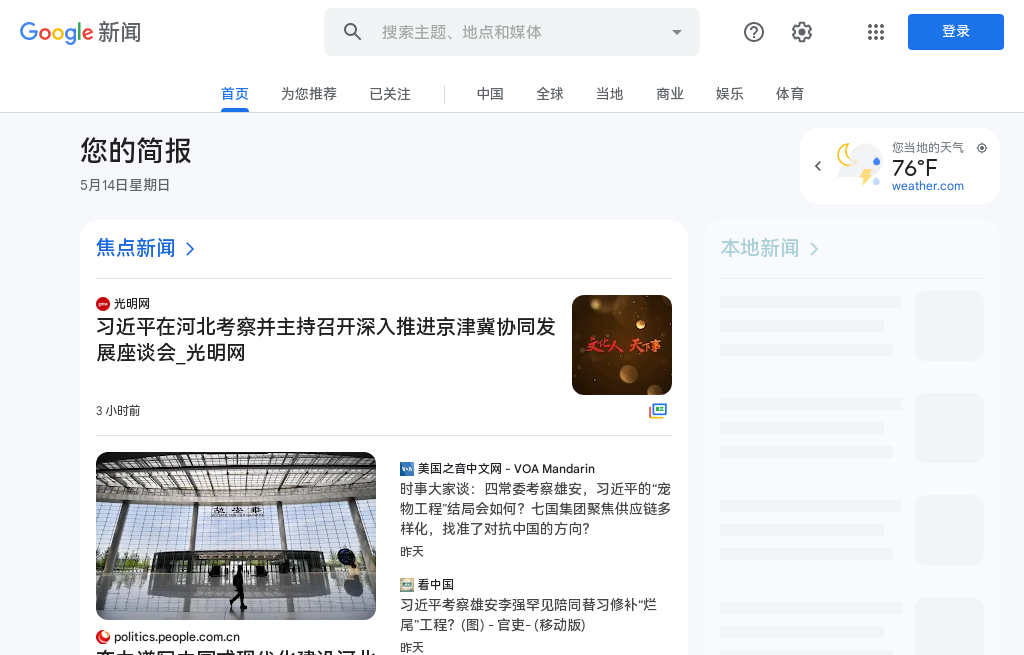 Google 新闻
搜索主题、地点和媒体
登录
首页
为您推荐
已关注
中国
全球
当地
商业
娱乐
体育
您的简报
5月14日星期日
您当地的天气
76°F
weather.com
焦点新闻
光明网
习近平在河北考察并主持召开深入推进京津冀协同发
展座谈会_光明网
文化人 天下事
3 小时前
美国之音中文网 - VOA Mandarin
时事大家谈：四常委考察雄安，习近平的“宠
物工程”结局会如何？七国集团聚焦供应链多
样化，找准了对抗中国的方向？
昨天
看中国
习近平考察雄安李强罕见陪同替习修补“烂
尾”工程？(图) - 官吏- (移动版)
昨天
politics.people.com.cn
本地新闻